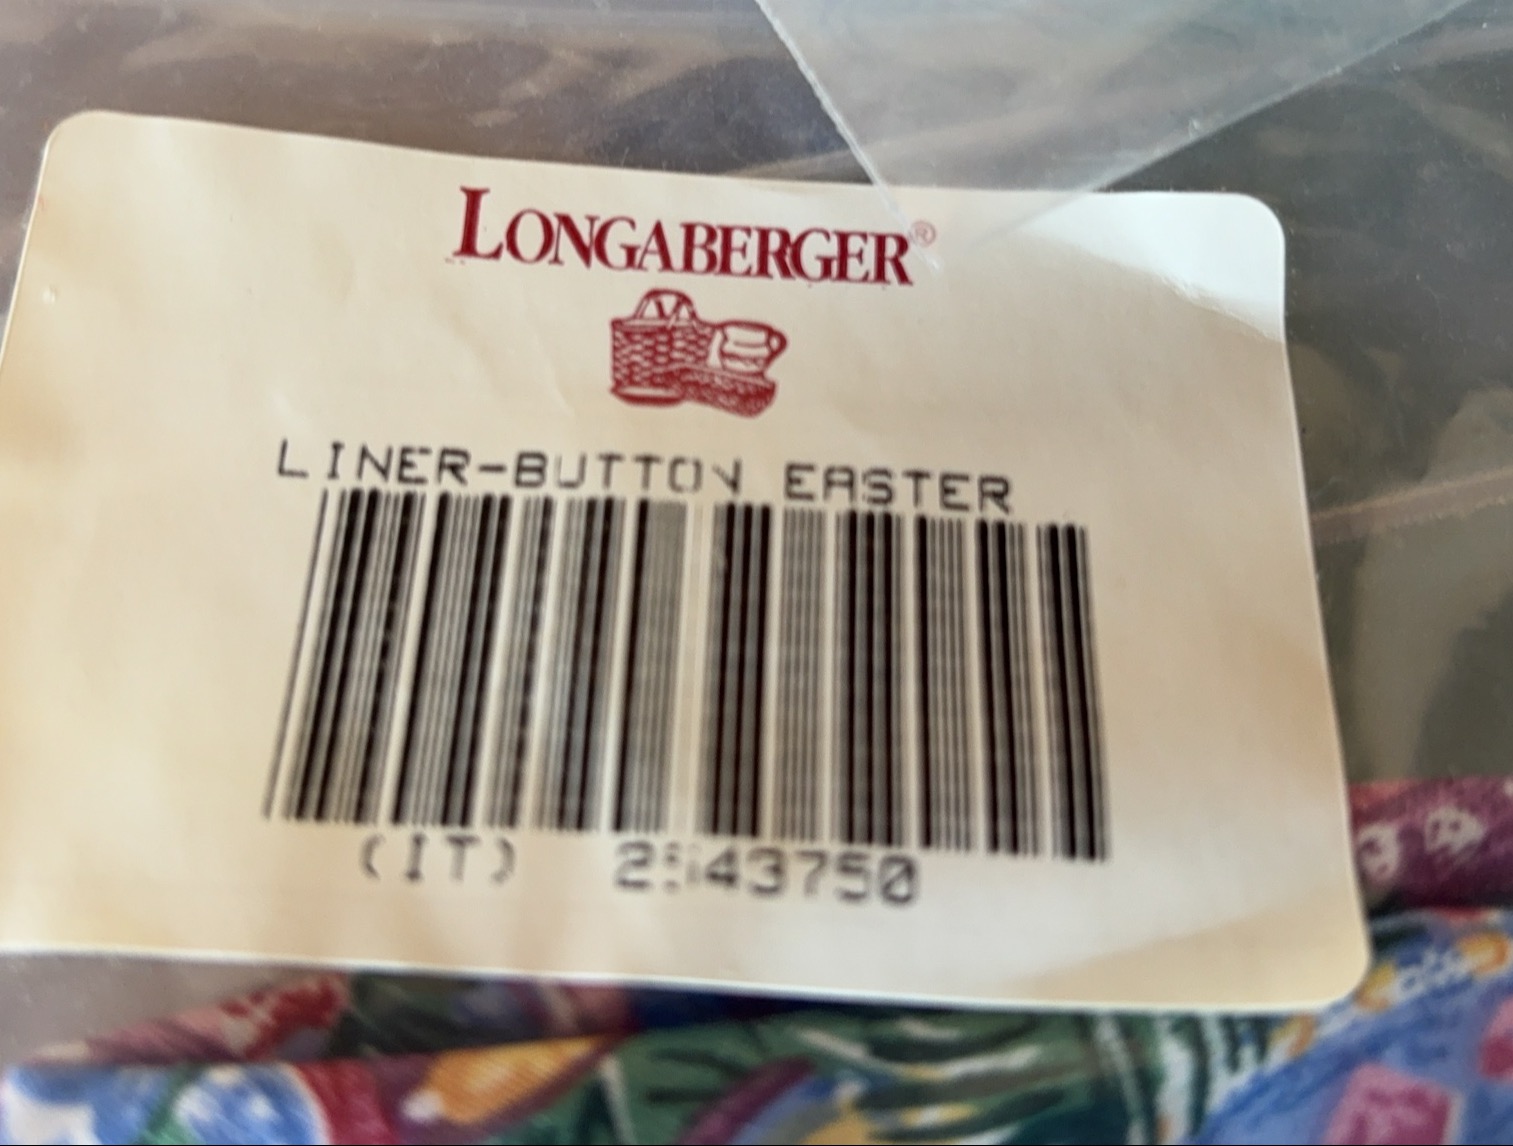 LONGABERGER®
LINER-BUTTON EASTER
(IT)